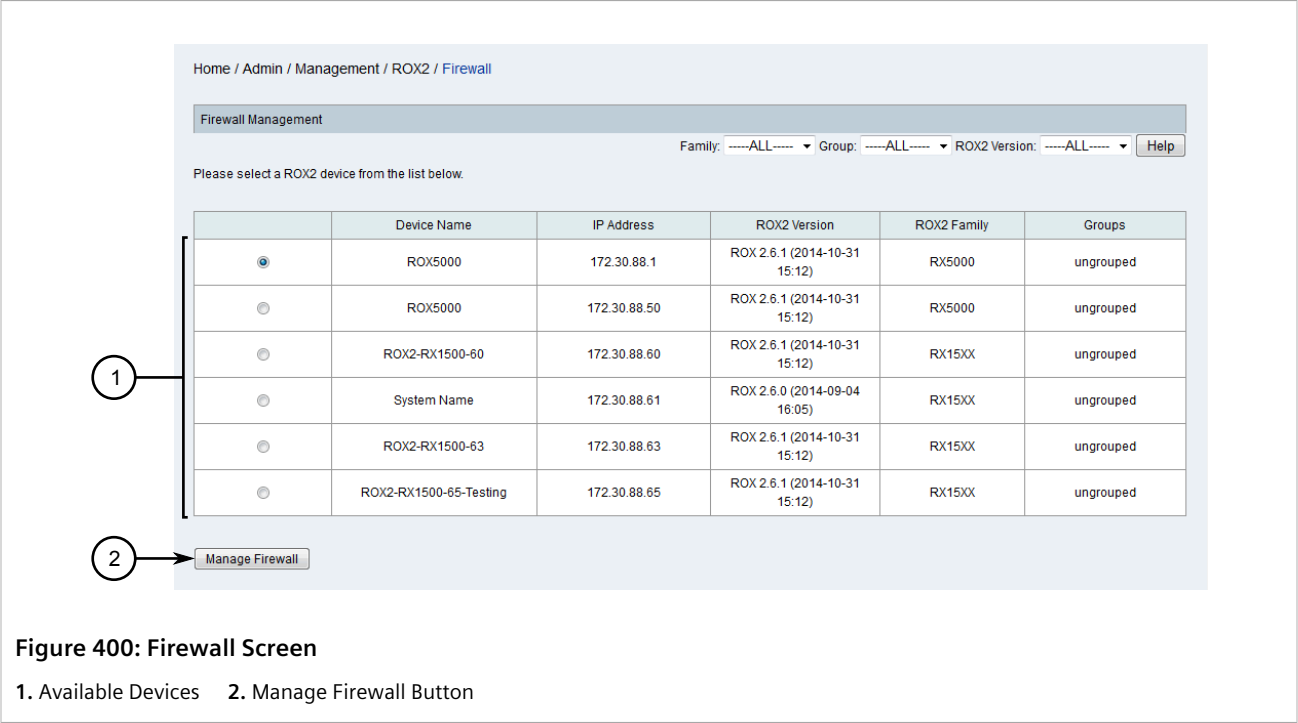 Home / Admin / Management / ROX2 / Firewall
Firewall Management
Family: -----ALL----- Group: -----ALL----- ROX2 Version: -----ALL----- Help
Please select a ROX2 device from the list below.
Device Name IP Address ROX2 Version ROX2 Family Groups
ROX5000 172.30.88.1 ROX 2.6.1 (2014-10-31 15:12) RX5000 ungrouped
ROX5000 172.30.88.50 ROX 2.6.1 (2014-10-31 15:12) RX5000 ungrouped
ROX2-RX1500-60 172.30.88.60 ROX 2.6.1 (2014-10-31 15:12) RX15XX ungrouped
1
System Name 172.30.88.61 ROX 2.6.0 (2014-09-04 16:05) RX15XX ungrouped
ROX2-RX1500-63 172.30.88.63 ROX 2.6.1 (2014-10-31 15:12) RX15XX ungrouped
ROX2-RX1500-65-Testing 172.30.88.65 ROX 2.6.1 (2014-10-31 15:12) RX15XX ungrouped
2 Manage Firewall
Figure 400: Firewall Screen
1. Available Devices 2. Manage Firewall Button